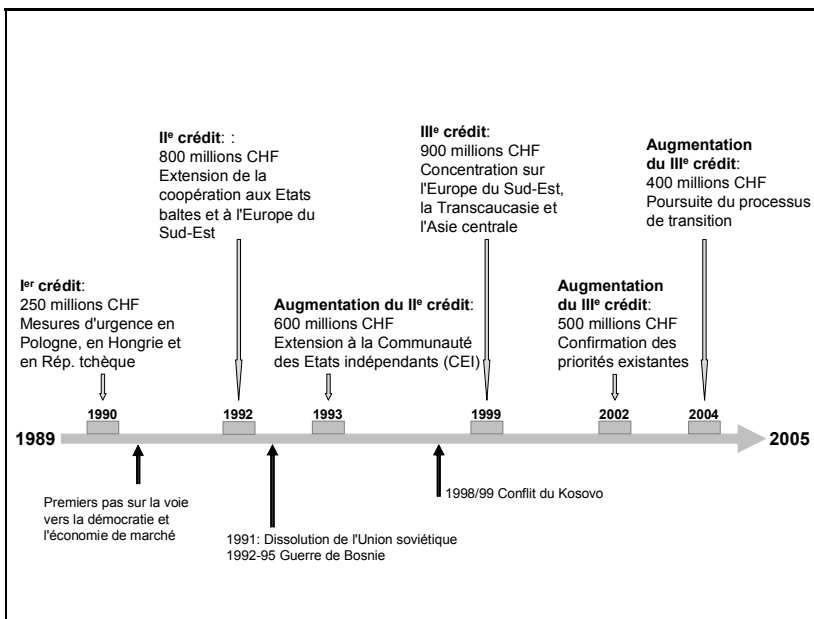 Ier crédit:
250 millions CHF
Mesures d'urgence en
Pologne, en Hongrie et
en Rép. tchèque
IIe crédit: :
800 millions CHF
Extension de la
coopération aux Etats
baltes et à l'Europe du
Sud-Est
Augmentation du IIe crédit:
600 millions CHF
Extension à la Communauté
des Etats indépendants (CEI)
IIIe crédit:
900 millions CHF
Concentration sur
l'Europe du Sud-Est,
la Transcaucasie et
l'Asie centrale
Augmentation
du IIIe crédit:
500 millions CHF
Confirmation des
priorités existantes
Augmentation
du IIIe crédit:
400 millions CHF
Poursuite du processus
de transition
1989 1990 1992 1993 1999 2002 2004 2005
Premiers pas sur la voie
vers la démocratie et
l'économie de marché
1991: Dissolution de l'Union soviétique
1992-95 Guerre de Bosnie
1998/99 Conflit du Kosovo